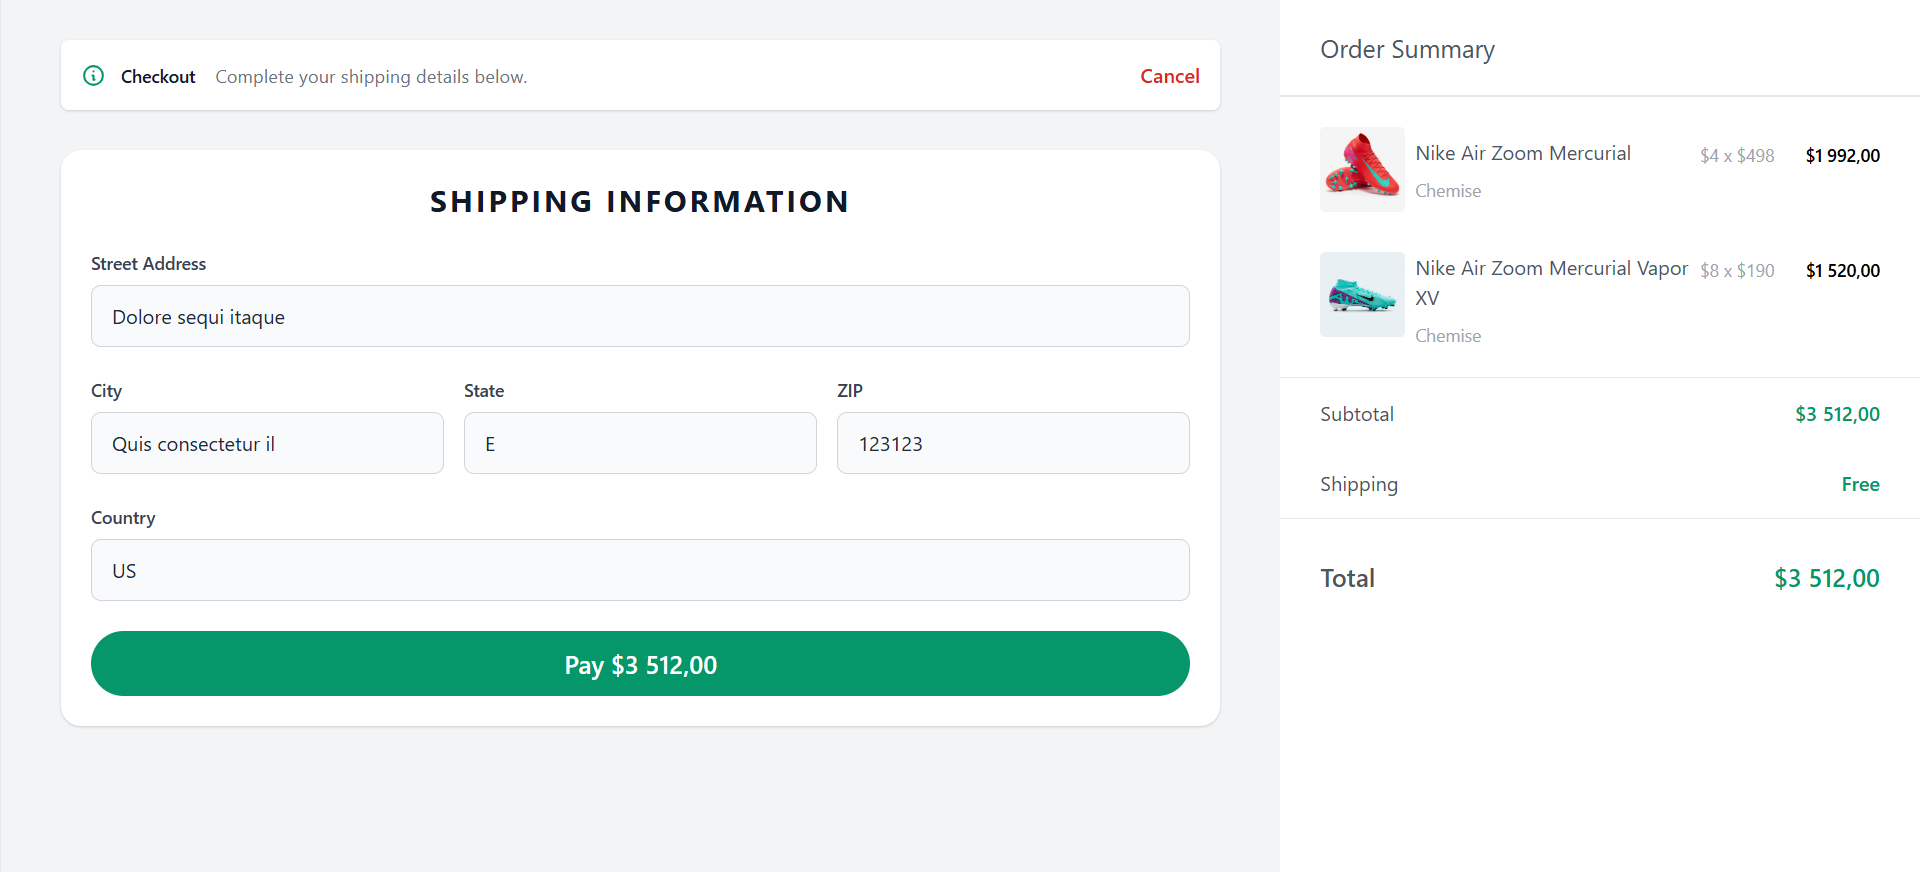 Checkout Complete your shipping details below. Cancel
SHIPPING INFORMATION
Street Address
Dolore sequi itaque
City State ZIP
Quis consectetur il E 123123
Country
US
Pay $3 512,00
Order Summary
Nike Air Zoom Mercurial $4 x $498 $1 992,00
Chemise
Nike Air Zoom Mercurial Vapor $8 x $190 $1 520,00
XV
Chemise
Subtotal $3 512,00
Shipping Free
Total $3 512,00